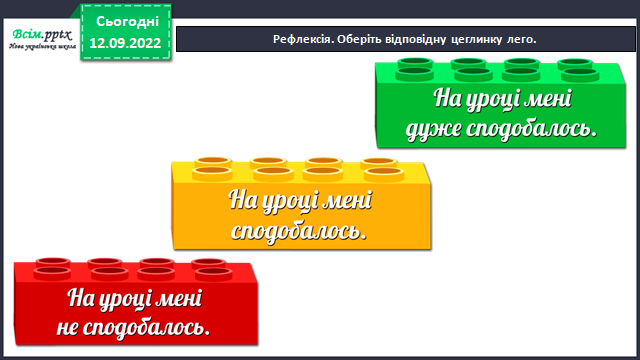 Всім.pptx
Нова українська школа
Сьогодні
12.09.2022
Рефлексія. Оберіть відповідну цеглинку лего.
На уроці мені
дуже сподобалось.
На уроці мені
сподобалось.
На уроці мені
не сподобалось.